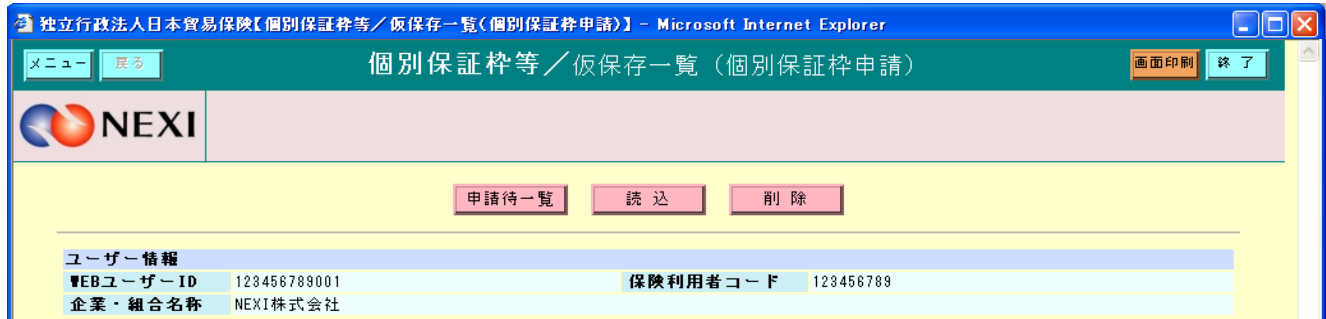 独立行政法人日本貿易保険【個別保証枠等／仮保存一覧(個別保証枠申請)】 - Microsoft Internet Explorer
メニュー 戻る 個別保証枠等／仮保存一覧（個別保証枠申請） 画面印刷 終了
NEXI
申請待一覧 読込 削除
ユーザー情報
WEBユーザーID 123456789001 保険利用者コード 123456789
企業・組合名称 NEXI株式会社